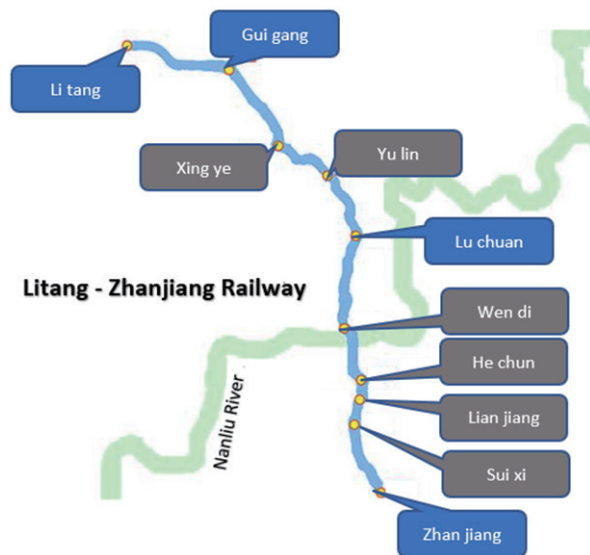 Gui gang
Li tang
Xing ye
Yu lin
Lu chuan
Litang - Zhanjiang Railway
Wen di
He chun
Lian jiang
Nanliu River
Sui xi
Zhan jiang